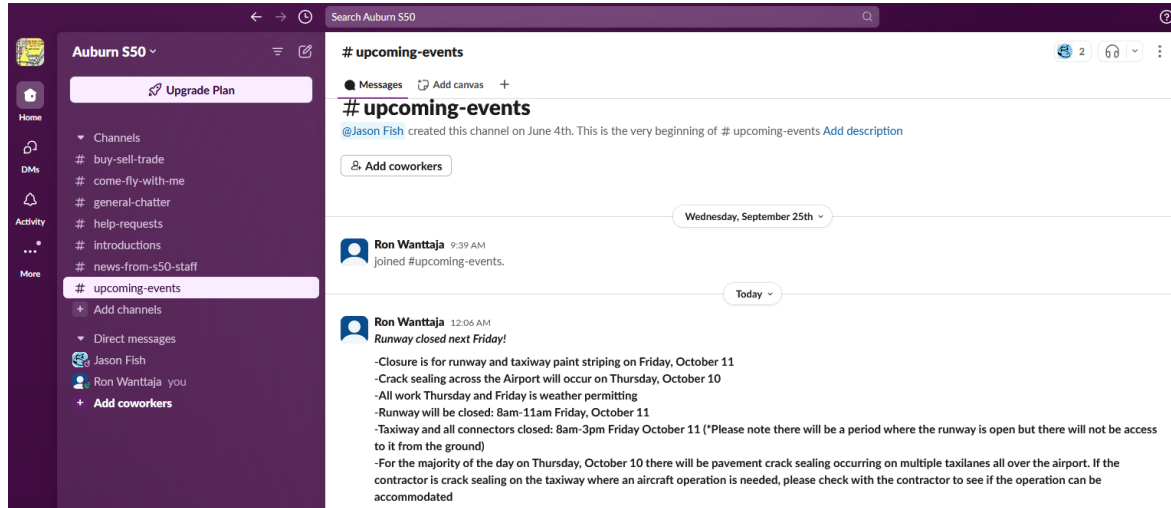 Search Auburn S50
Auburn S50
Upgrade Plan
Home
DMs
Activity
More
Channels
# buy-sell-trade
# come-fly-with-me
# general-chatter
# help-requests
# introductions
# news-from-s50-staff
# upcoming-events
+ Add channels
Direct messages
Jason Fish
Ron Wanttaja you
+ Add coworkers
# upcoming-events
2
Messages
Add canvas
# upcoming-events
@Jason Fish created this channel on June 4th. This is the very beginning of # upcoming-events Add description
Add coworkers
Wednesday, September 25th
Ron Wanttaja 9:39 AM
joined #upcoming-events.
Today
Ron Wanttaja 12:06 AM
Runway closed next Friday!
-Closure is for runway and taxiway paint striping on Friday, October 11
-Crack sealing across the Airport will occur on Thursday, October 10
-All work Thursday and Friday is weather permitting
-Runway will be closed: 8am-11am Friday, October 11
-Taxiway and all connectors closed: 8am-3pm Friday October 11 (*Please note there will be a period where the runway is open but there will not be access
to it from the ground)
-For the majority of the day on Thursday, October 10 there will be pavement crack sealing occurring on multiple taxilanes all over the airport. If the
contractor is crack sealing on the taxiway where an aircraft operation is needed, please check with the contractor to see if the operation can be
accommodated